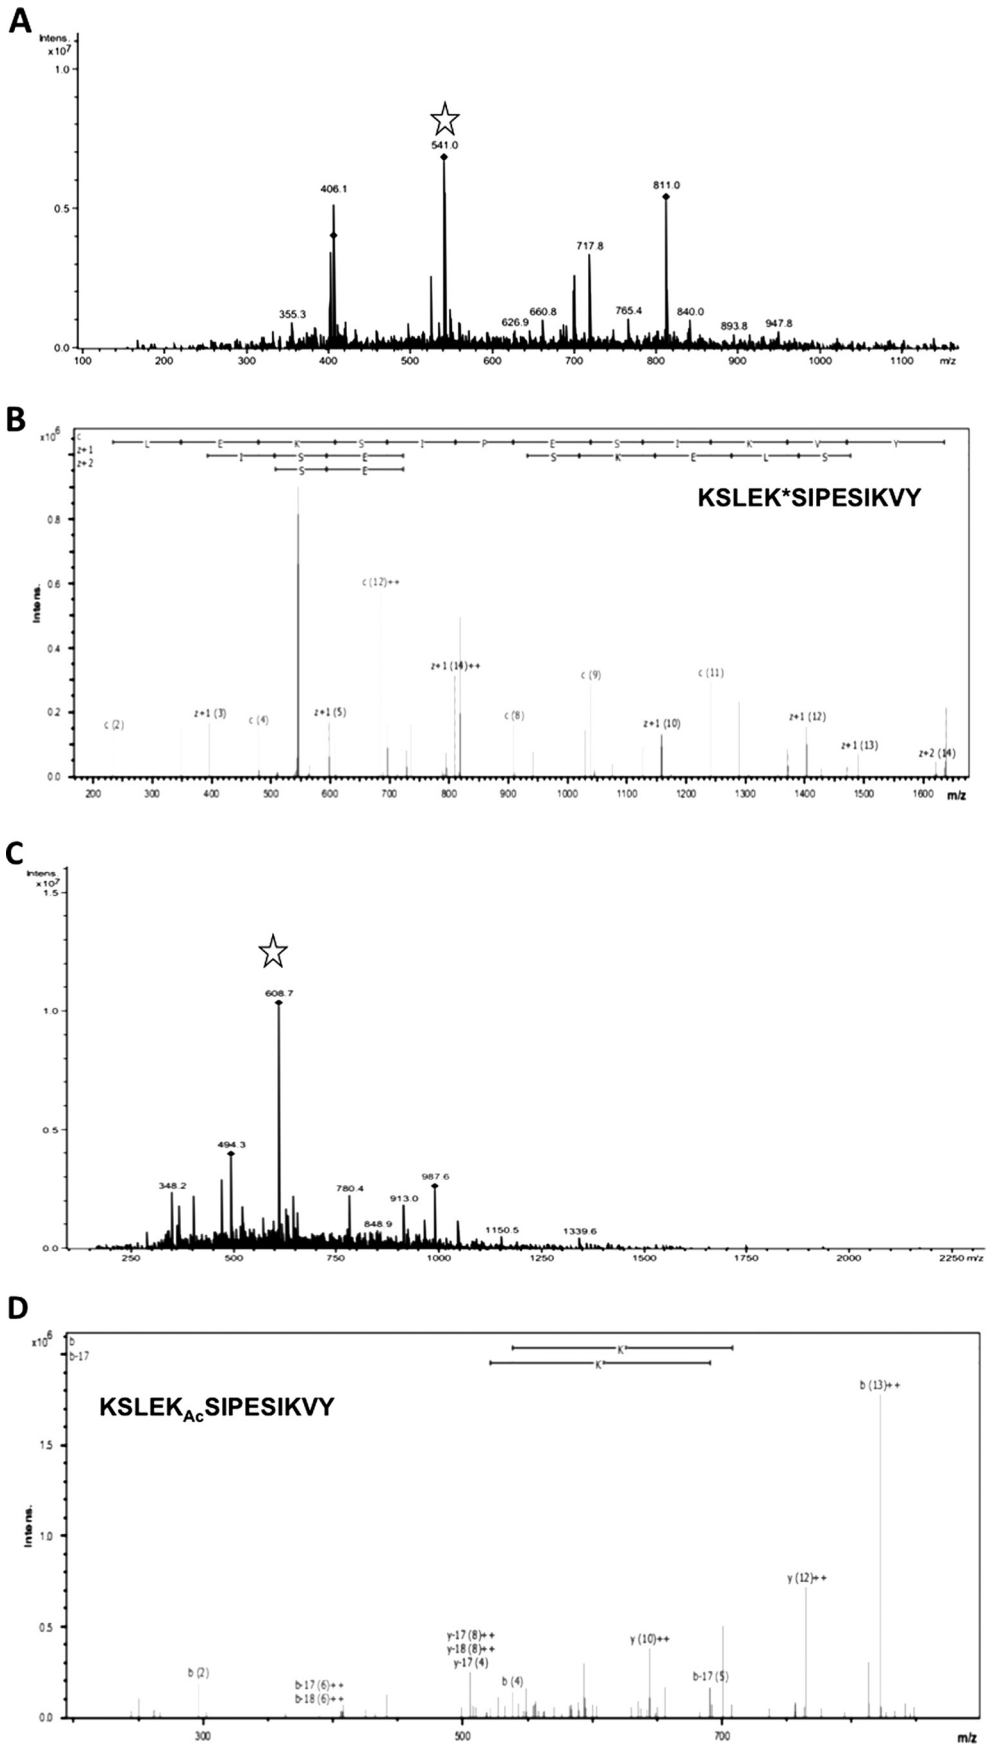 A
Intens.
x10⁷
1.0
0.5
0.0
541.0
406.1
811.0
717.8
355.3
626.9
660.8
765.4
840.0
893.8
947.8
100 200 300 400 500 600 700 800 900 1000 1100 m/z
B
x10⁶
c
z+1
z+2
L E K S I P E S I K V Y
I S E S K E L S
S E
KSLEK*SIPESIKVY
Intens.
0.8
0.6
0.4
0.2
0.0
c (12)++
z+1 (14)++
c (2)
z+1 (3)
c (4)
z+1 (5)
c (8)
c (9)
z+1 (10)
c (11)
z+1 (12)
z+1 (13)
z+2 (14)
200 300 400 500 600 700 800 900 1000 1100 1200 1300 1400 1500 1600 m/z
C
Intens.
x10⁷
1.5
1.0
0.5
0.0
608.7
494.3
348.2
780.4
848.9
913.0
987.6
1150.5
1339.6
250 500 750 1000 1250 1500 1750 2000 2250 m/z
D
x10⁶
b
b-17
K
K
KSLEK_Ac SIPESIKVY
Intens.
1.5
1.0
0.5
0.0
b (13)++
y (12)++
y-17 (8)++
y-18 (8)++
y-17 (4)
y (10)++
b (2)
b-17 (6)++
b-18 (6)++
b (4)
b-17 (5)
300 500 700 m/z